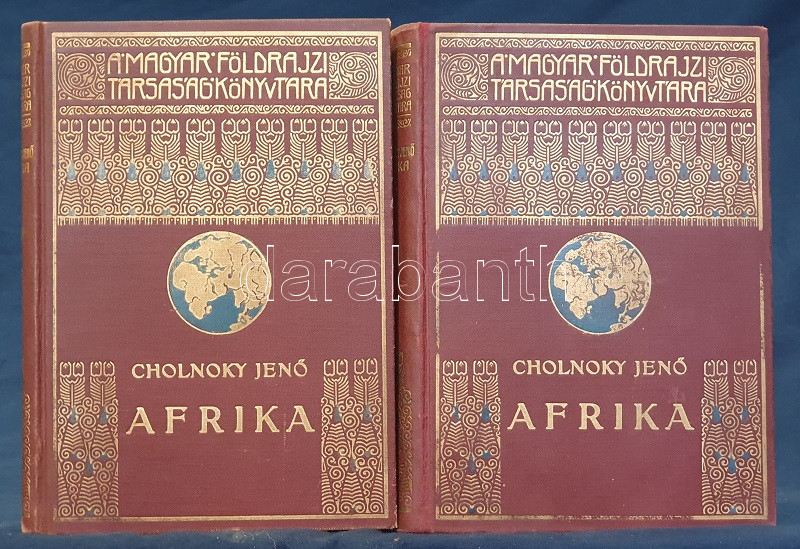 A MAGYAR FÖLDRAJZI
TÁRSASÁG KÖNYVTÁRA
CHOLNOKY JENŐ
AFRIKA
A MAGYAR FÖLDRAJZI
TÁRSASÁG KÖNYVTÁRA
CHOLNOKY JENŐ
AFRIKA
darabanth